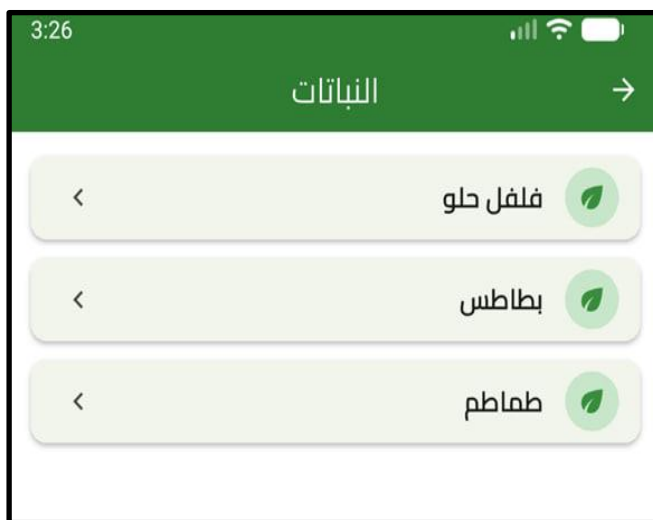 3:26
النباتات
فلفل حلو
بطاطس
طماطم